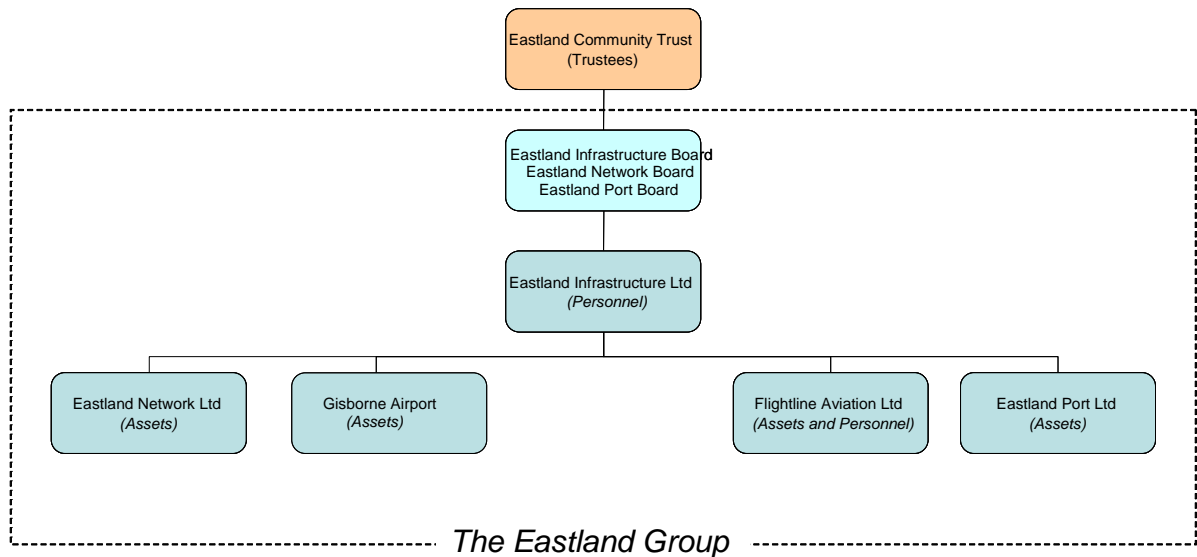 Eastland Community Trust
(Trustees)
Eastland Infrastructure Board
Eastland Network Board
Eastland Port Board
Eastland Infrastructure Ltd
(Personnel)
Eastland Network Ltd
(Assets)
Gisborne Airport
(Assets)
Flightline Aviation Ltd
(Assets and Personnel)
Eastland Port Ltd
(Assets)
The Eastland Group